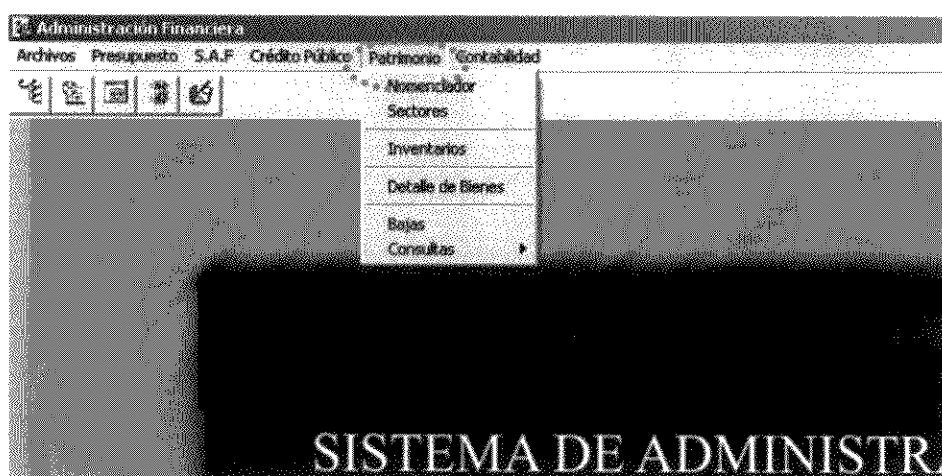 Administración Financiera
Archivos Presupuesto S.A.F Crédito Público Patrimonio Contabilidad
Nomenclador
Sectores
Inventarios
Detalle de Bienes
Bajas
Consultas
SISTEMA DE ADMINISTR